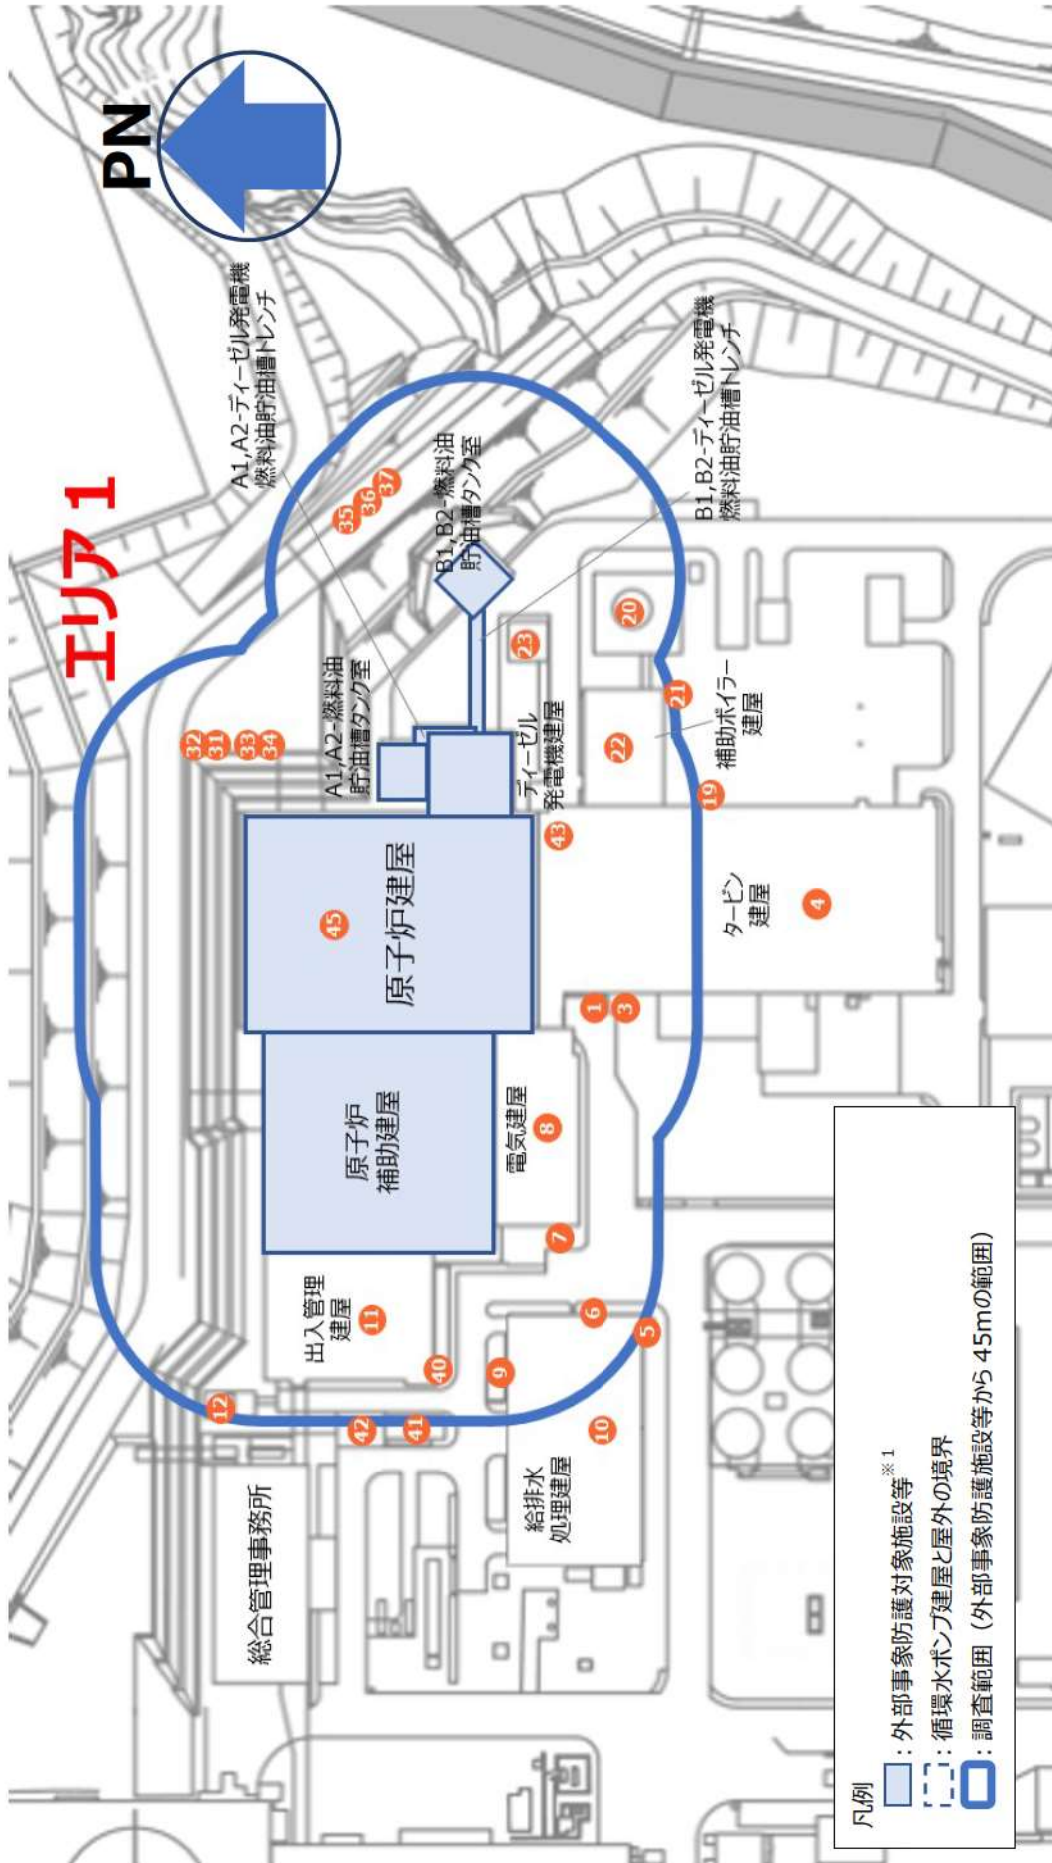 エリア 1
PN
A1,A2-ディーゼル発電機
燃料油貯油槽トレンチ
B1,B2-燃料油
貯油槽タンク室
B1,B2-ディーゼル発電機
燃料油貯油槽トレンチ
A1,A2-燃料油
貯油槽タンク室
ディーゼル
発電機建屋
補助ボイラー
建屋
原子炉建屋
タービン
建屋
原子炉
補助建屋
電気建屋
出入管理
建屋
給排水
処理建屋
総合管理事務所
35
36
37
32
31
33
34
23
20
21
22
19
43
45
4
1
3
8
7
11
6
5
40
9
12
42
41
10
凡例
：外部事象防護対象施設等※1
：循環水ポンプ建屋と屋外の境界
：調査範囲（外部事象防護施設等から 45mの範囲）